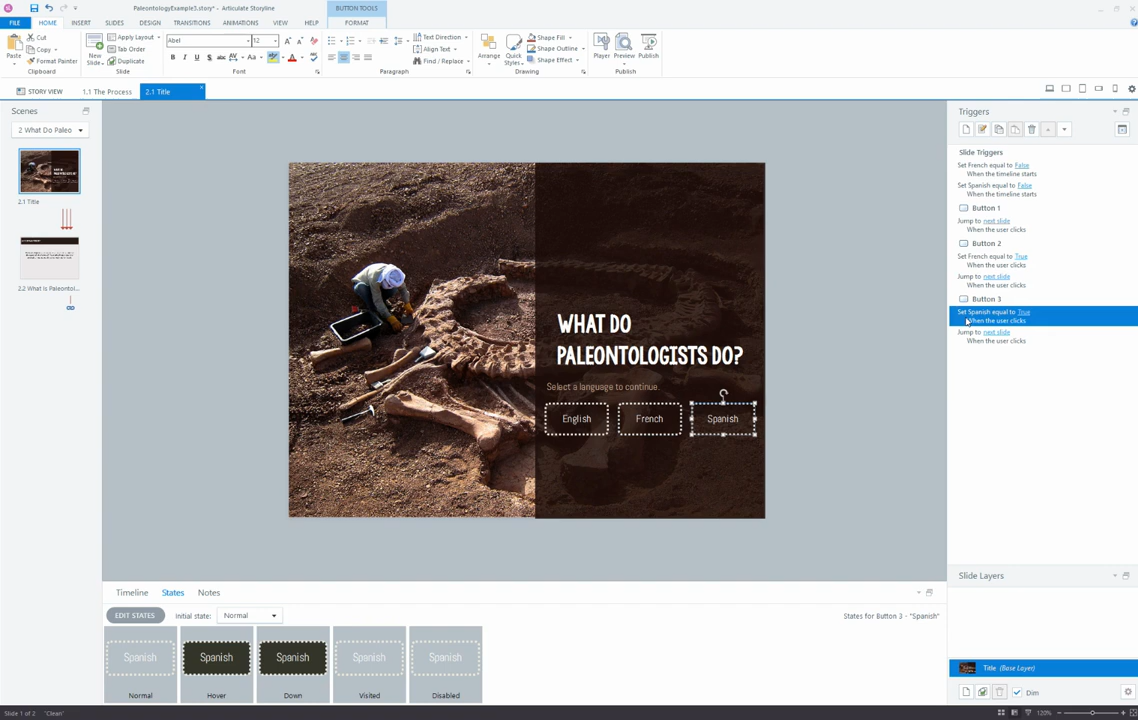 PaleontologyExample3.story* - Articulate Storyline
BUTTON TOOLS
FILE
HOME
INSERT
SLIDES
DESIGN
TRANSITIONS
ANIMATIONS
VIEW
HELP
FORMAT
Paste
Cut
Copy
Format Painter
Clipboard
New Slide
Apply Layout
Tab Order
Duplicate
Slide
Abel
12
B I U S abc AV Aa A
Font
Text Direction
Align Text
Find / Replace
Paragraph
Arrange
Quick Styles
Shape Fill
Shape Outline
Shape Effect
Drawing
Player
Preview
Publish
Publish
STORY VIEW
1.1 The Process
2.1 Title
Scenes
2 What Do Paleo
2.1 Title
2.2 What is Paleontol...
WHAT DO
PALEONTOLOGISTS DO?
Select a language to continue.
English
French
Spanish
Triggers
Slide Triggers
Set French equal to False
When the timeline starts
Set Spanish equal to False
When the timeline starts
Button 1
Jump to next slide
When the user clicks
Button 2
Set French equal to True
When the user clicks
Jump to next slide
When the user clicks
Button 3
Set Spanish equal to True
When the user clicks
Jump to next slide
When the user clicks
Slide Layers
Title (Base Layer)
Dim
Timeline
States
Notes
EDIT STATES
Initial state:
Normal
States for Button 3 - "Spanish"
Spanish
Spanish
Spanish
Spanish
Spanish
Normal
Hover
Down
Visited
Disabled
Slide 1 of 2
"Clean"
120%